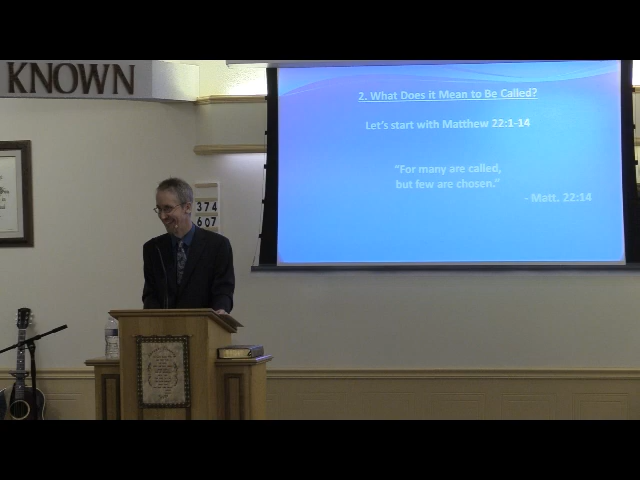 KNOWN
2. What Does it Mean to Be Called?
Let's start with Matthew 22:1-14
"For many are called,
but few are chosen."
- Matt. 22:14
374
607